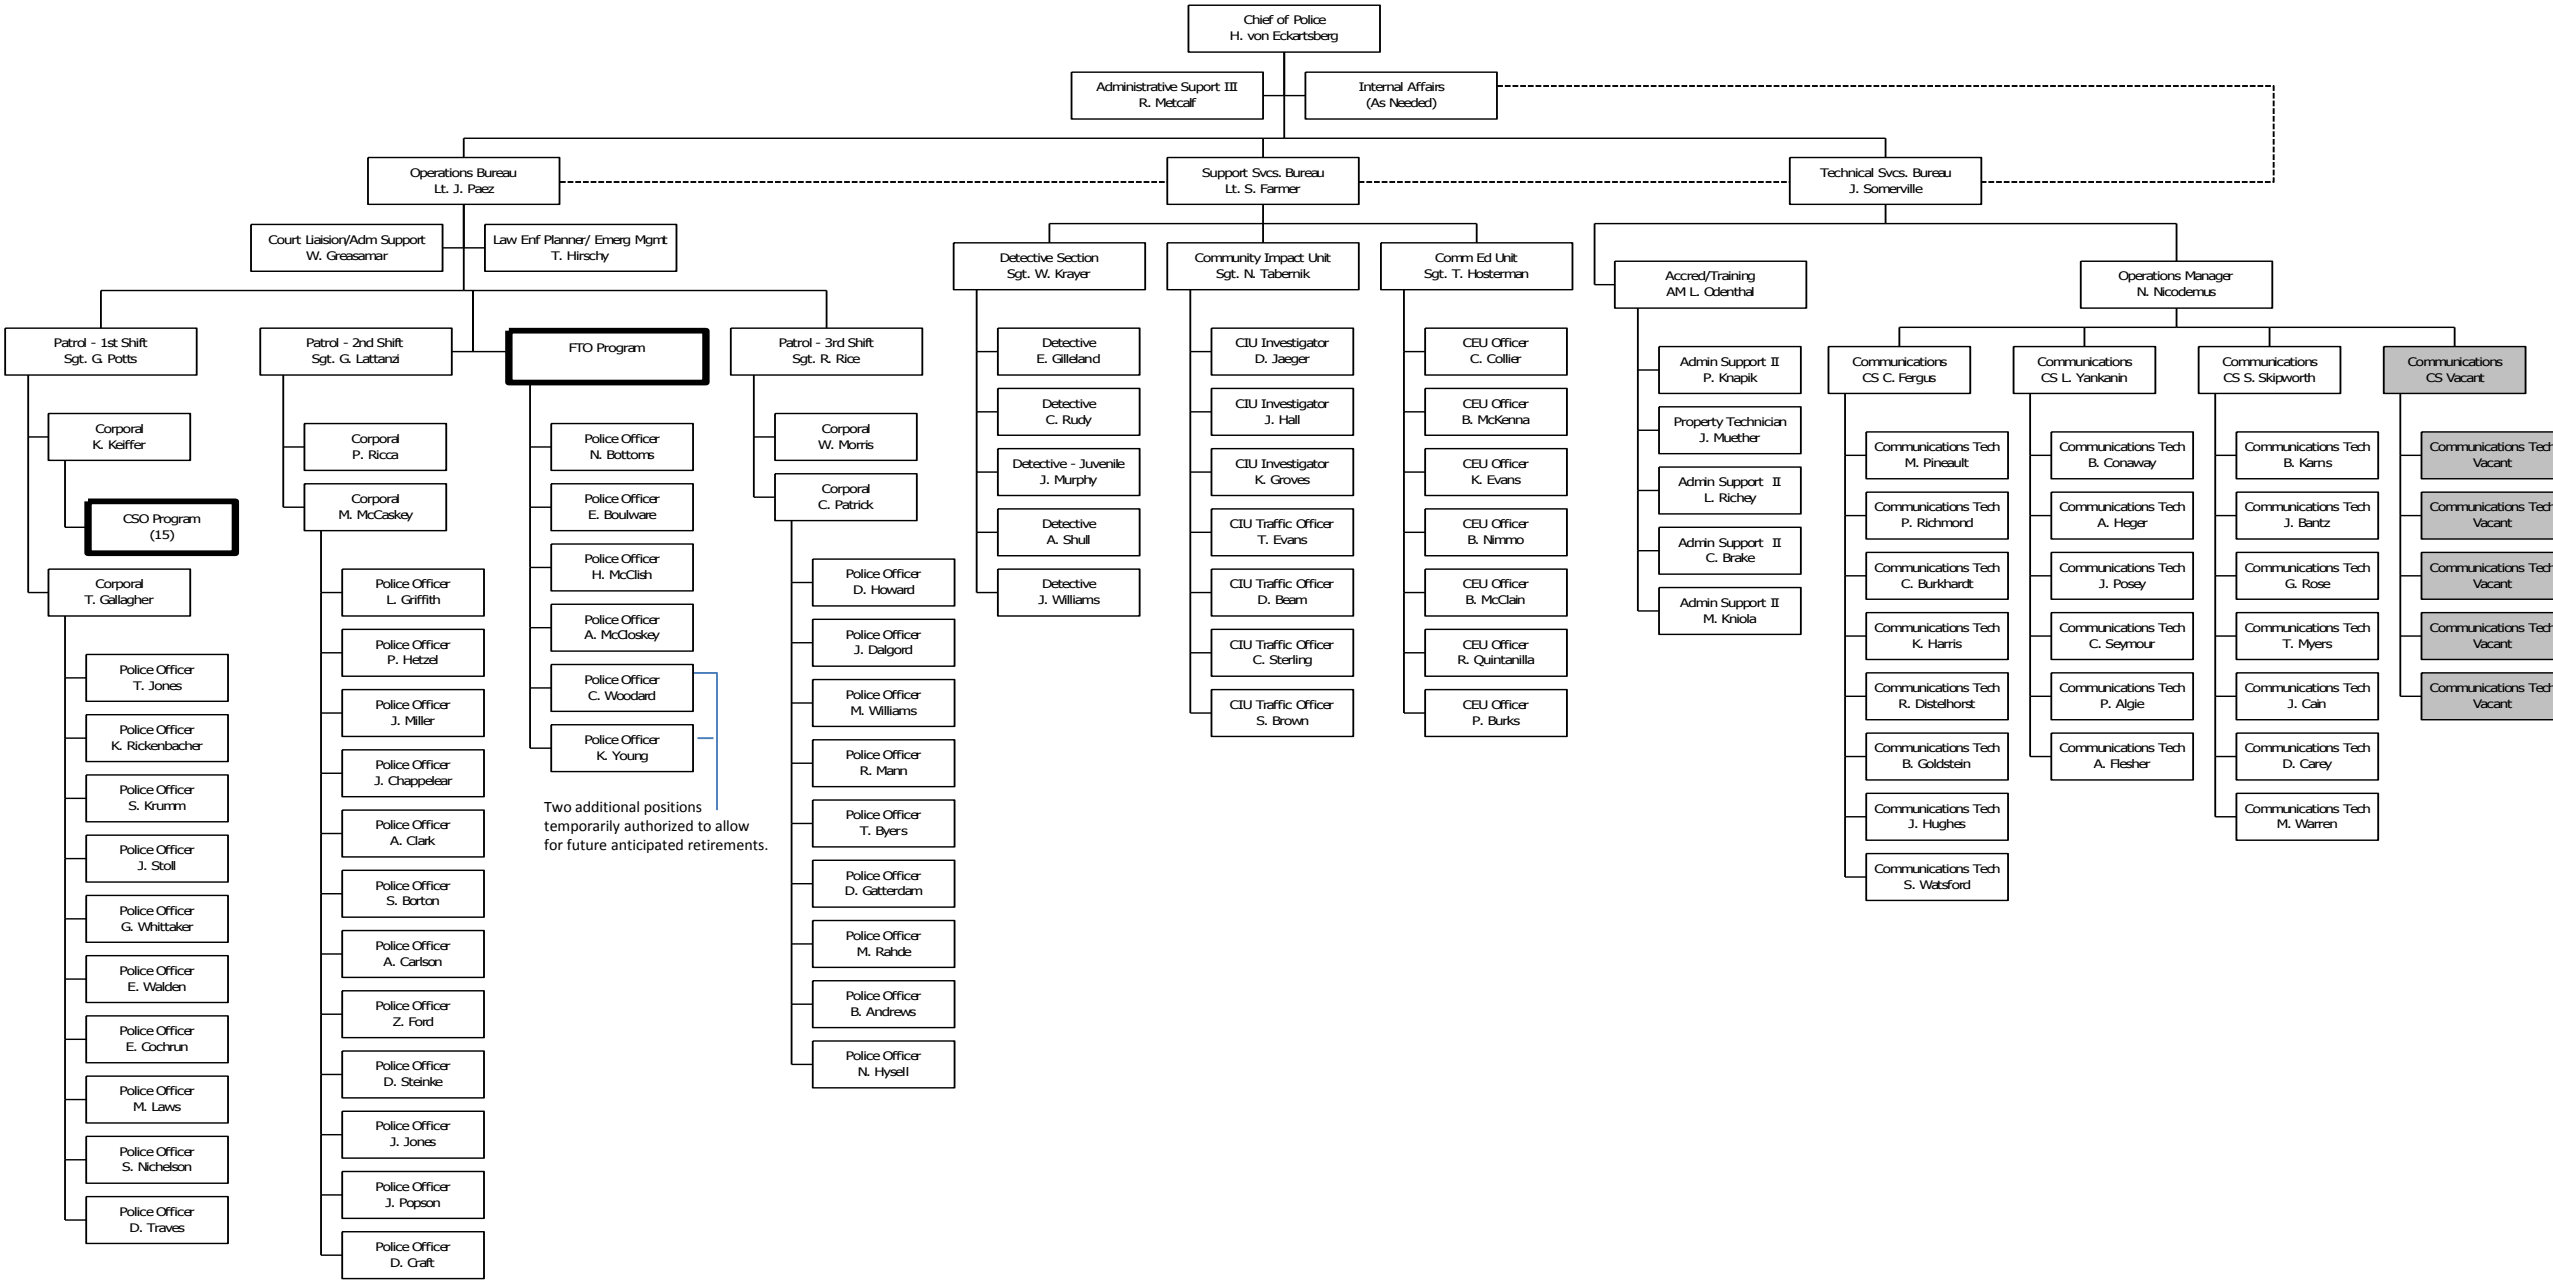 Chief of Police
H. von Eckartsberg
Administrative Suport III
R. Metcalf
Internal Affairs
(As Needed)
Operations Bureau
Lt. J. Paez
Support Svcs. Bureau
Lt. S. Farmer
Technical Svcs. Bureau
J. Somerville
Court Liaision/Adm Support
W. Greasamar
Law Enf Planner/ Emerg Mgmt
T. Hirschy
Patrol - 1st Shift
Sgt. G. Potts
Corporal
K. Keiffer
CSO Program
(15)
Corporal
T. Gallagher
Police Officer
T. Jones
Police Officer
K. Rickenbacher
Police Officer
S. Krumm
Police Officer
J. Stoll
Police Officer
G. Whittaker
Police Officer
E. Walden
Police Officer
E. Cochrun
Police Officer
M. Laws
Police Officer
S. Nichelson
Police Officer
D. Traves
Patrol - 2nd Shift
Sgt. G. Lattanzi
Corporal
P. Ricca
Corporal
M. McCaskey
Police Officer
L. Griffith
Police Officer
P. Hetzel
Police Officer
J. Miller
Police Officer
J. Chappelear
Police Officer
A. Clark
Police Officer
S. Borton
Police Officer
A. Carlson
Police Officer
Z. Ford
Police Officer
D. Steinke
Police Officer
J. Jones
Police Officer
J. Popson
Police Officer
D. Craft
FTO Program
Police Officer
N. Bottoms
Police Officer
E. Boulware
Police Officer
H. McClish
Police Officer
A. McCloskey
Police Officer
C. Woodard
Police Officer
K. Young
Two additional positions
temporarily authorized to allow
for future anticipated retirements.
Patrol - 3rd Shift
Sgt. R. Rice
Corporal
W. Morris
Corporal
C. Patrick
Police Officer
D. Howard
Police Officer
J. Dalgord
Police Officer
M. Williams
Police Officer
R. Mann
Police Officer
T. Byers
Police Officer
D. Gatterdam
Police Officer
M. Rahde
Police Officer
B. Andrews
Police Officer
N. Hysell
Detective Section
Sgt. W. Krayer
Detective
E. Gilleland
Detective
C. Rudy
Detective - Juvenile
J. Murphy
Detective
A. Shull
Detective
J. Williams
Community Impact Unit
Sgt. N. Tabernik
CIU Investigator
D. Jaeger
CIU Investigator
J. Hall
CIU Investigator
K. Groves
CIU Traffic Officer
T. Evans
CIU Traffic Officer
D. Beam
CIU Traffic Officer
C. Sterling
CIU Traffic Officer
S. Brown
Comm Ed Unit
Sgt. T. Hosterman
CEU Officer
C. Collier
CEU Officer
B. McKenna
CEU Officer
K. Evans
CEU Officer
B. Nimmo
CEU Officer
B. McClain
CEU Officer
R. Quintanilla
CEU Officer
P. Burks
Accred/Training
AM L. Odenthal
Admin Support II
P. Knapik
Property Technician
J. Muether
Admin Support II
L. Richey
Admin Support II
C. Brake
Admin Support II
M. Kniola
Operations Manager
N. Nicodemus
Communications
CS C. Fergus
Communications Tech
M. Pineault
Communications Tech
P. Richmond
Communications Tech
C. Burkhardt
Communications Tech
K. Harris
Communications Tech
R. Distelhorst
Communications Tech
B. Goldstein
Communications Tech
J. Hughes
Communications Tech
S. Watsford
Communications
CS L. Yankanin
Communications Tech
B. Conaway
Communications Tech
A. Heger
Communications Tech
J. Posey
Communications Tech
C. Seymour
Communications Tech
P. Algie
Communications Tech
A. Flesher
Communications
CS S. Skipworth
Communications Tech
B. Karns
Communications Tech
J. Bantz
Communications Tech
G. Rose
Communications Tech
T. Myers
Communications Tech
J. Cain
Communications Tech
D. Carey
Communications Tech
M. Warren
Communications
CS Vacant
Communications Tech
Vacant
Communications Tech
Vacant
Communications Tech
Vacant
Communications Tech
Vacant
Communications Tech
Vacant